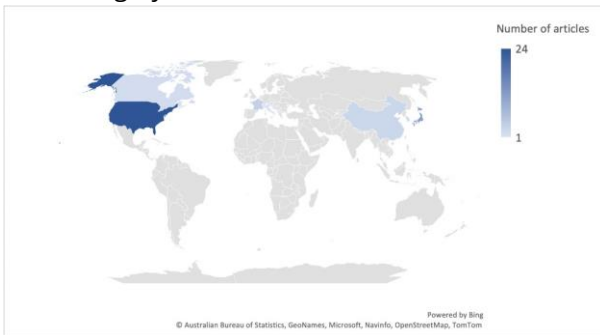 Number of articles
24
1
Powered by Bing
© Australian Bureau of Statistics, GeoNames, Microsoft, Navinfo, OpenStreetMap, TomTom